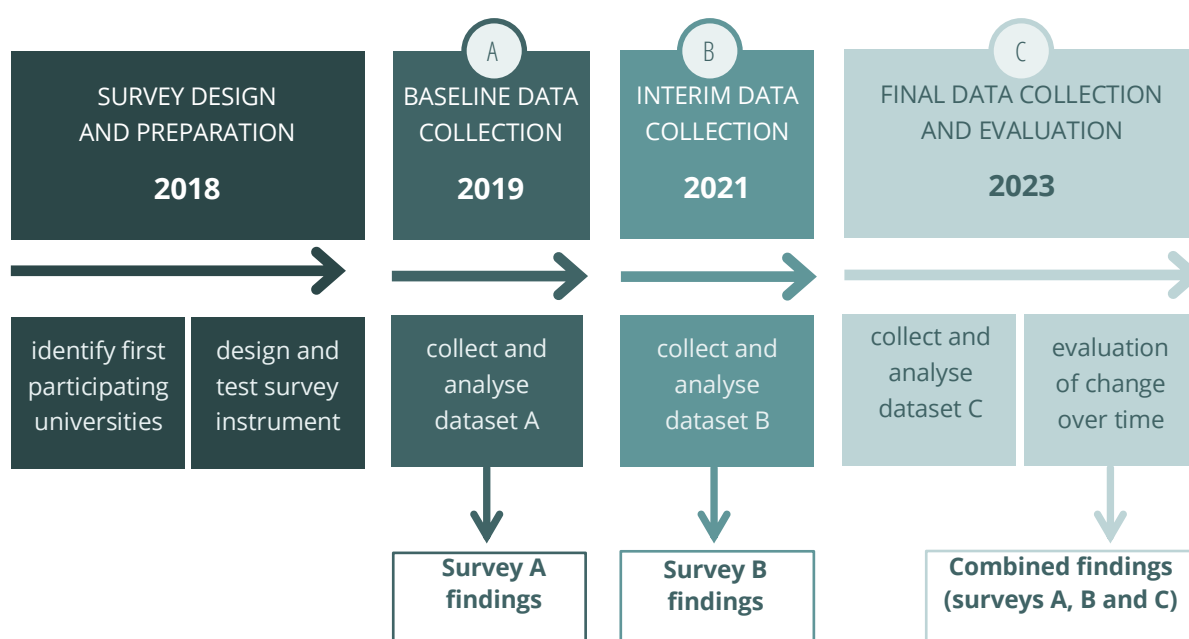 SURVEY DESIGN
AND PREPARATION
2018
A
BASELINE DATA
COLLECTION
2019
B
INTERIM DATA
COLLECTION
2021
C
FINAL DATA COLLECTION
AND EVALUATION
2023
identify first
participating
universities
design and
test survey
instrument
collect and
analyse
dataset A
collect and
analyse
dataset B
collect and
analyse
dataset C
evaluation
of change
over time
Survey A
findings
Survey B
findings
Combined findings
(surveys A, B and C)